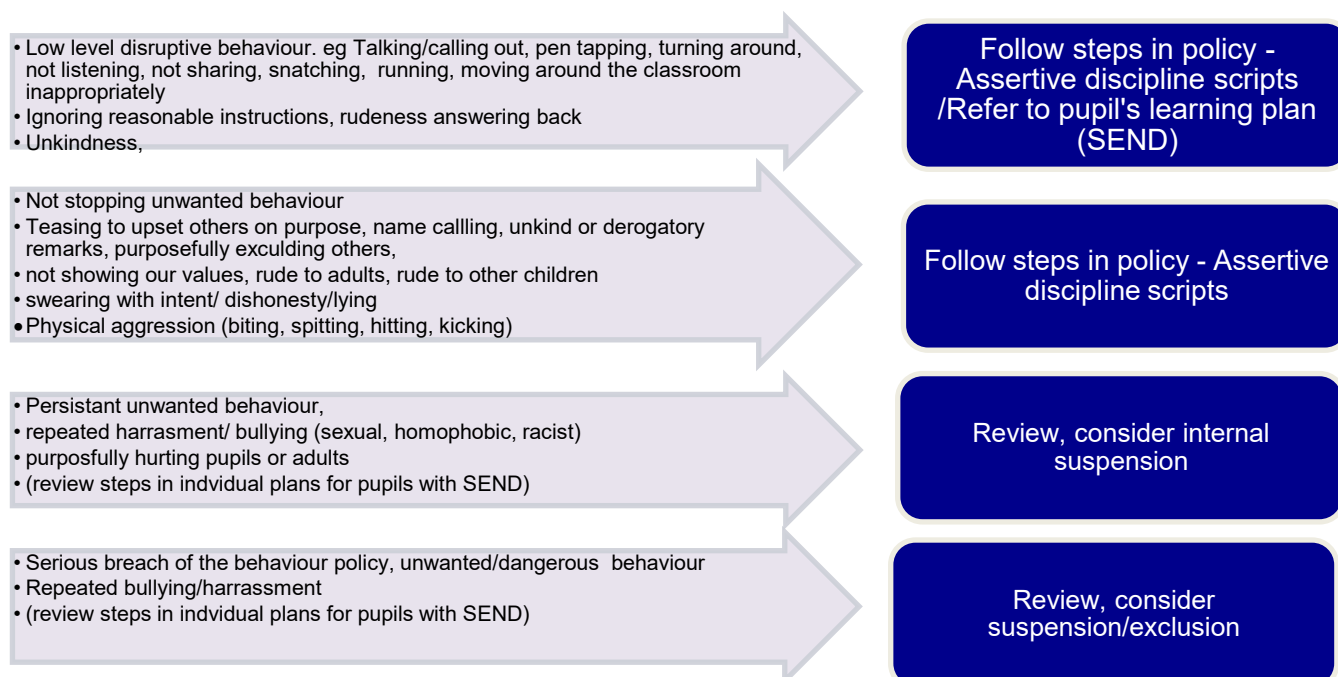 • Low level disruptive behaviour. eg Talking/calling out, pen tapping, turning around,
not listening, not sharing, snatching, running, moving around the classroom
inappropriately
• Ignoring reasonable instructions, rudeness answering back
• Unkindness,
Follow steps in policy -
Assertive discipline scripts
/Refer to pupil's learning plan
(SEND)
• Not stopping unwanted behaviour
• Teasing to upset others on purpose, name callling, unkind or derogatory
remarks, purposefully exculding others,
• not showing our values, rude to adults, rude to other children
• swearing with intent/ dishonesty/lying
• Physical aggression (biting, spitting, hitting, kicking)
Follow steps in policy - Assertive
discipline scripts
• Persistant unwanted behaviour,
• repeated harrasment/ bullying (sexual, homophobic, racist)
• purposfully hurting pupils or adults
• (review steps in indvidual plans for pupils with SEND)
Review, consider internal
suspension
• Serious breach of the behaviour policy, unwanted/dangerous behaviour
• Repeated bullying/harrassment
• (review steps in indvidual plans for pupils with SEND)
Review, consider
suspension/exclusion